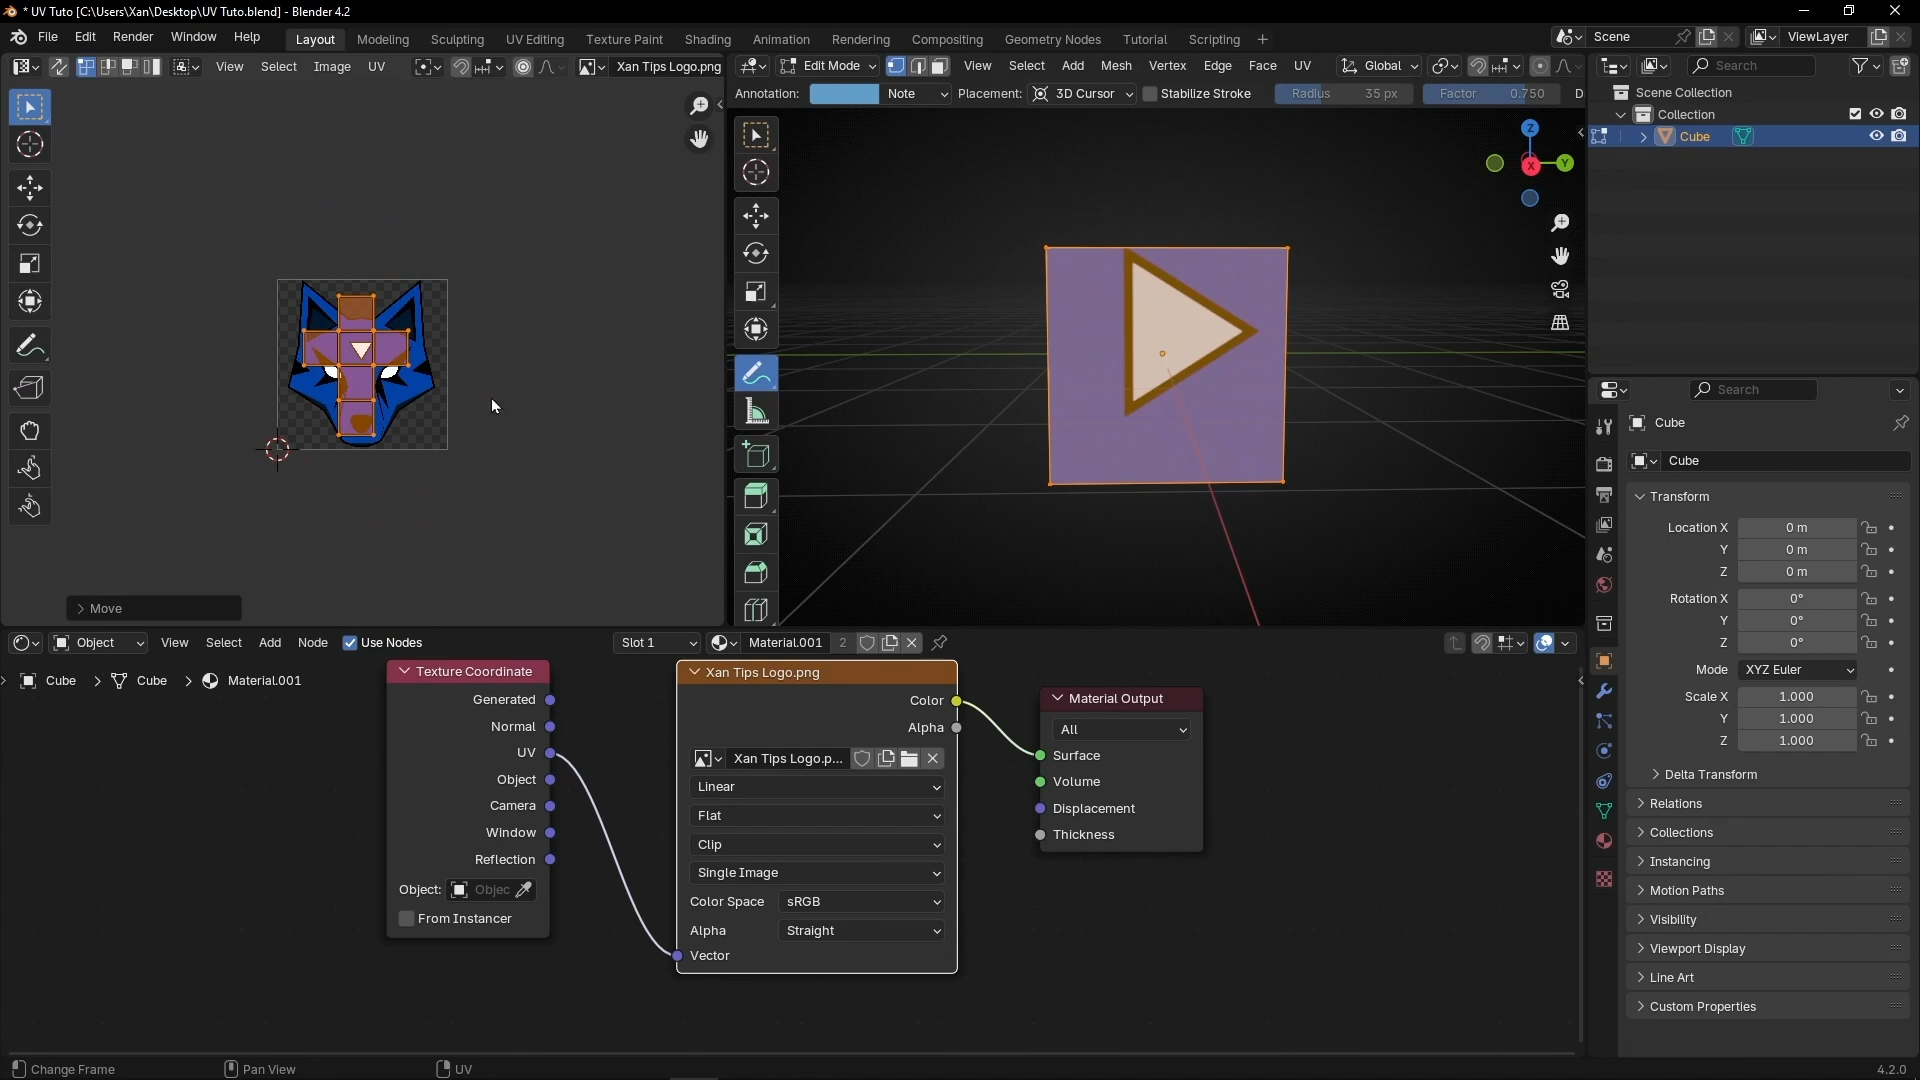 * UV Tuto [C:\Users\Xan\Desktop\UV Tuto.blend] - Blender 4.2
File Edit Render Window Help Layout Modeling Sculpting UV Editing Texture Paint Shading Animation Rendering Compositing Geometry Nodes Tutorial Scripting + Scene ViewLayer
View Select Image UV Xan Tips Logo.png Edit Mode View Select Add Mesh Vertex Edge Face UV Global Search
Annotation: Note Placement: 3D Cursor Stabilize Stroke Radius 35 px Factor 0.750 D
Scene Collection
Collection
Cube
Z
Y
X
Search
Cube
Cube
Transform
Location X 0 m
Y 0 m
Z 0 m
Rotation X 0°
Y 0°
Z 0°
Mode XYZ Euler
Scale X 1.000
Y 1.000
Z 1.000
Delta Transform
Relations
Collections
Instancing
Motion Paths
Visibility
Viewport Display
Line Art
Custom Properties
Move
Object View Select Add Node Use Nodes Slot 1 Material.001 2
Cube Cube Material.001
Texture Coordinate
Generated
Normal
UV
Object
Camera
Window
Reflection
Object: Objec
From Instancer
Xan Tips Logo.png
Color
Alpha
Xan Tips Logo.p...
Linear
Flat
Clip
Single Image
Color Space sRGB
Alpha Straight
Vector
Material Output
All
Surface
Volume
Displacement
Thickness
Change Frame Pan View UV 4.2.0